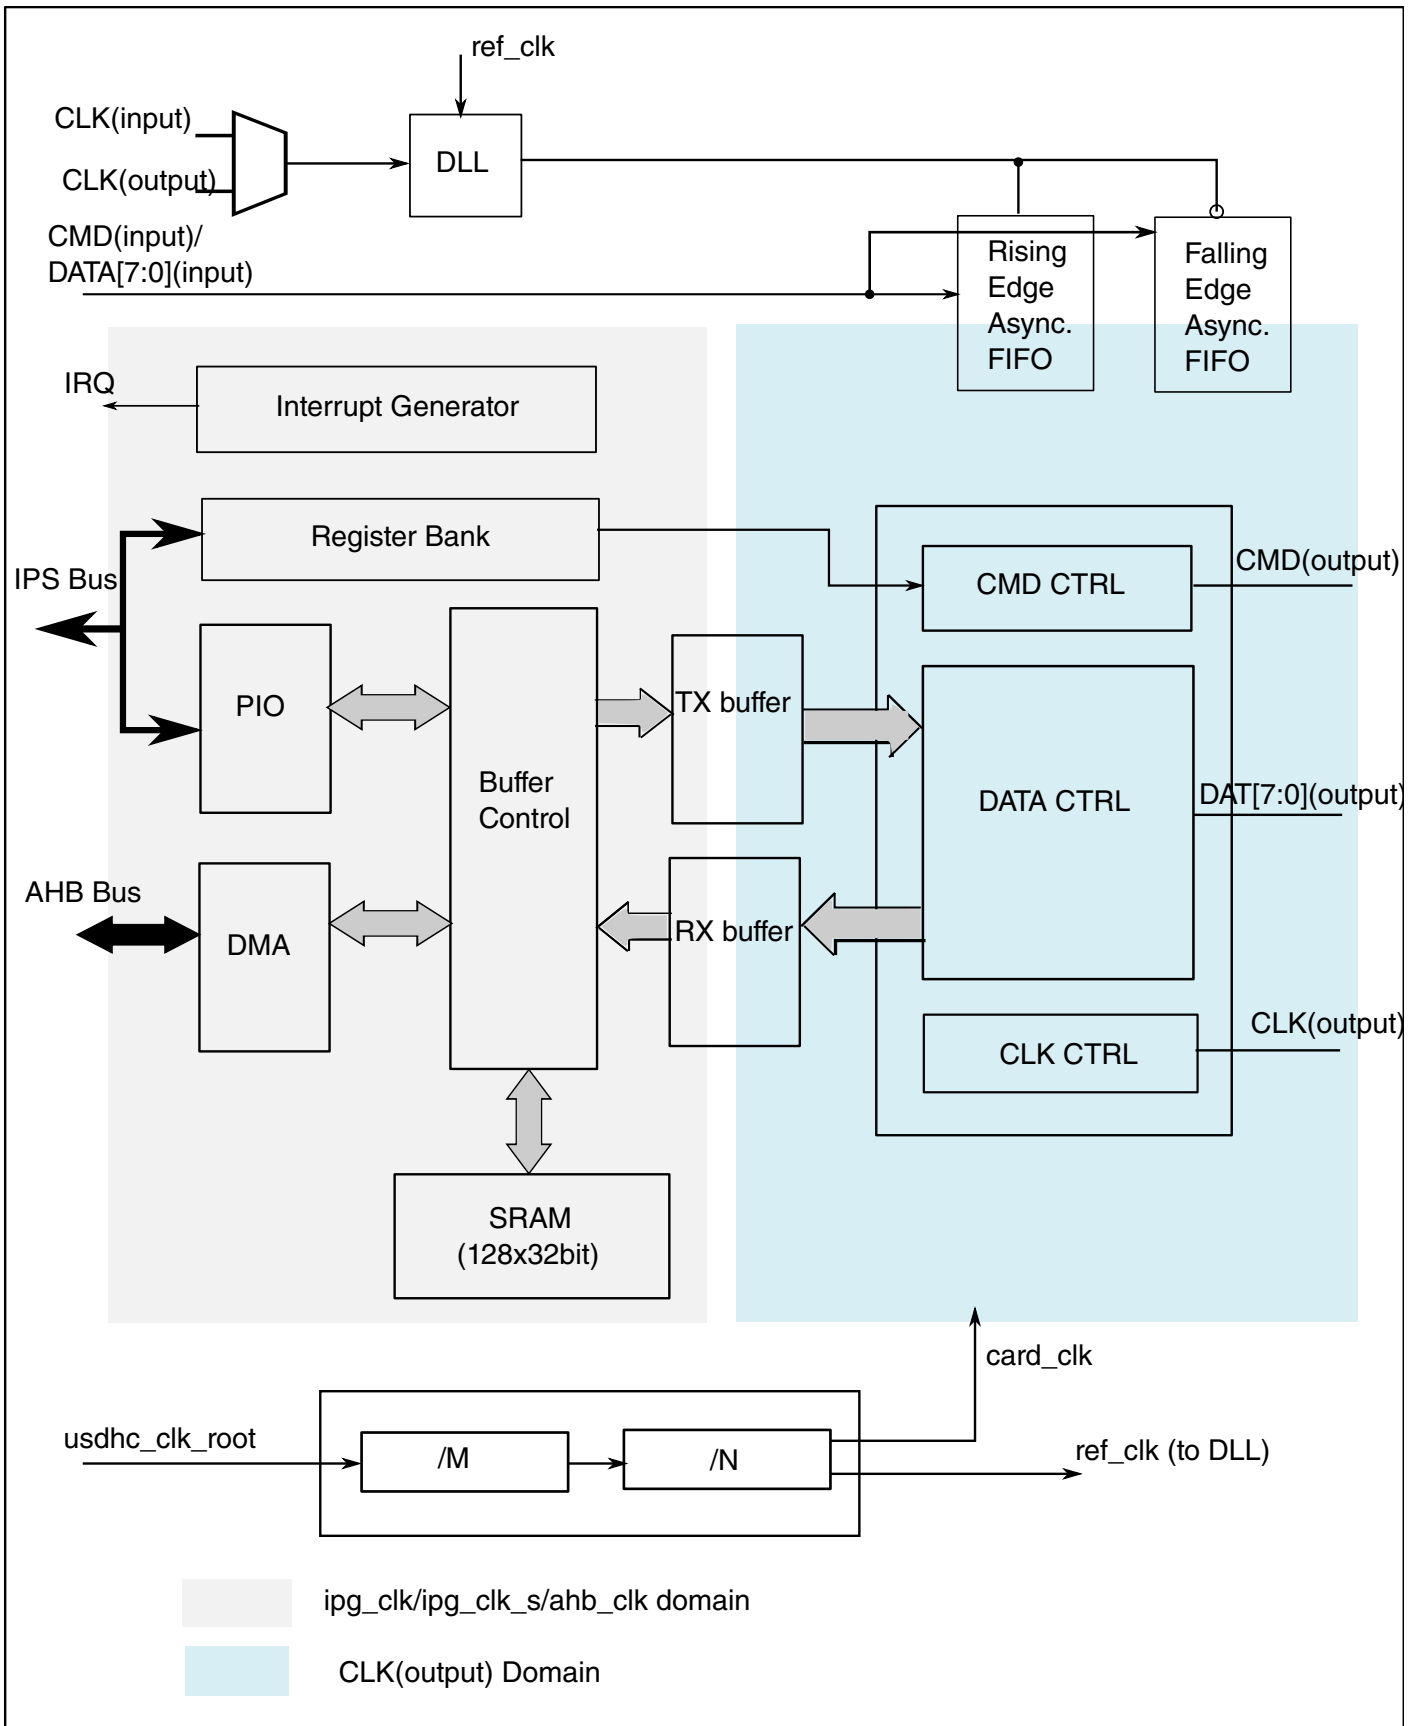 ref_clk
CLK(input)
CLK(output)
DLL
CMD(input)/
DATA[7:0](input)
Rising
Edge
Async.
FIFO
Falling
Edge
Async.
FIFO
IRQ
Interrupt Generator
Register Bank
IPS Bus
CMD CTRL
CMD(output)
PIO
Buffer
Control
TX buffer
DATA CTRL
DAT[7:0](output)
AHB Bus
DMA
RX buffer
CLK CTRL
CLK(output)
SRAM
(128x32bit)
card_clk
usdhc_clk_root
/M
/N
ref_clk (to DLL)
ipg_clk/ipg_clk_s/ahb_clk domain
CLK(output) Domain